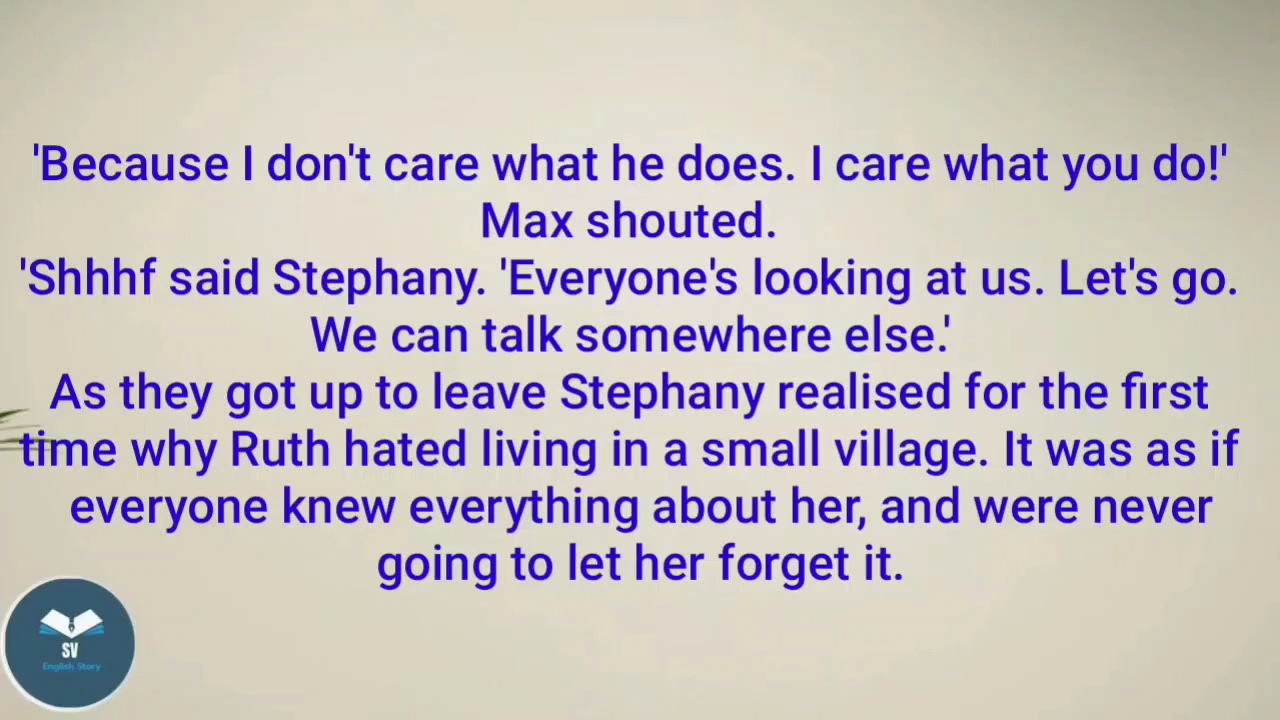 'Because I don't care what he does. I care what you do!'
Max shouted.
'Shhhf said Stephany. 'Everyone's looking at us. Let's go.
We can talk somewhere else.'
As they got up to leave Stephany realised for the first
time why Ruth hated living in a small village. It was as if
everyone knew everything about her, and were never
going to let her forget it.
SV
English Story